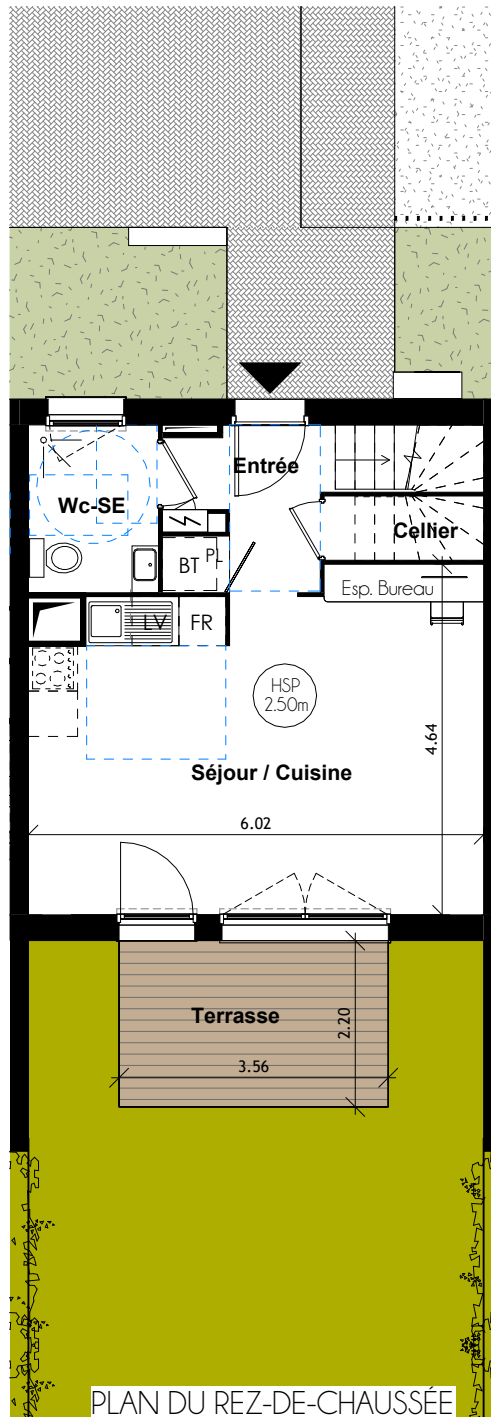 Entrée
Wc-SE
Cellier
BT
PL
Esp. Bureau
LV
FR
HSP
2.50m
4.64
Séjour / Cuisine
6.02
Terrasse
2.20
3.56
PLAN DU REZ-DE-CHAUSSÉE